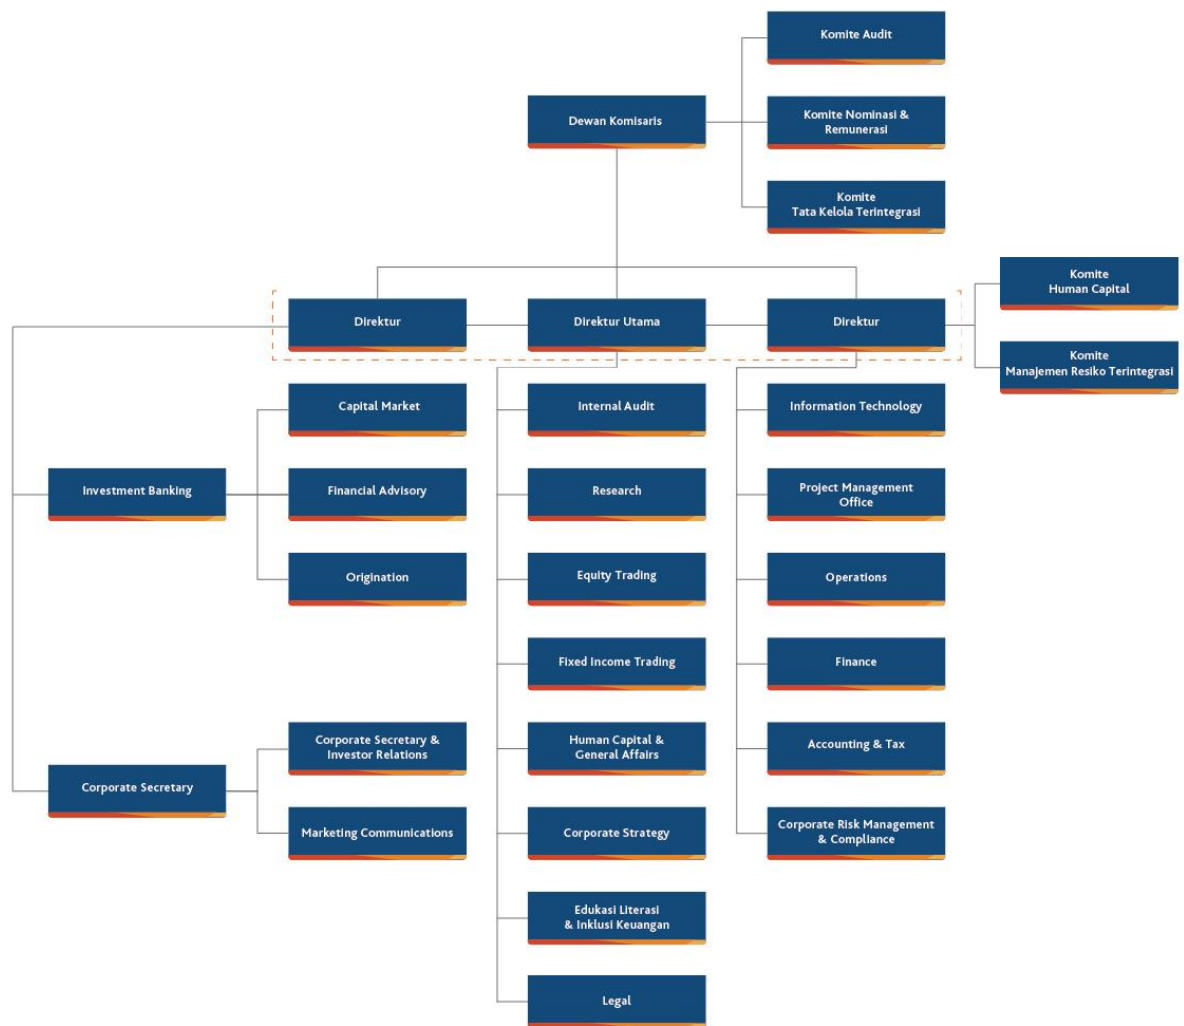 Komite Audit
Dewan Komisaris
Komite Nominasi &
Remunerasi
Komite
Tata Kelola Terintegrasi
Komite
Human Capital
Direktur
Direktur Utama
Direktur
Komite
Manajemen Resiko Terintegrasi
Capital Market
Internal Audit
Information Technology
Investment Banking
Financial Advisory
Research
Project Management
Office
Origination
Equity Trading
Operations
Fixed Income Trading
Finance
Corporate Secretary &
Investor Relations
Human Capital &
General Affairs
Accounting & Tax
Corporate Secretary
Marketing Communications
Corporate Strategy
Corporate Risk Management
& Compliance
Edukasi Literasi
& Inklusi Keuangan
Legal